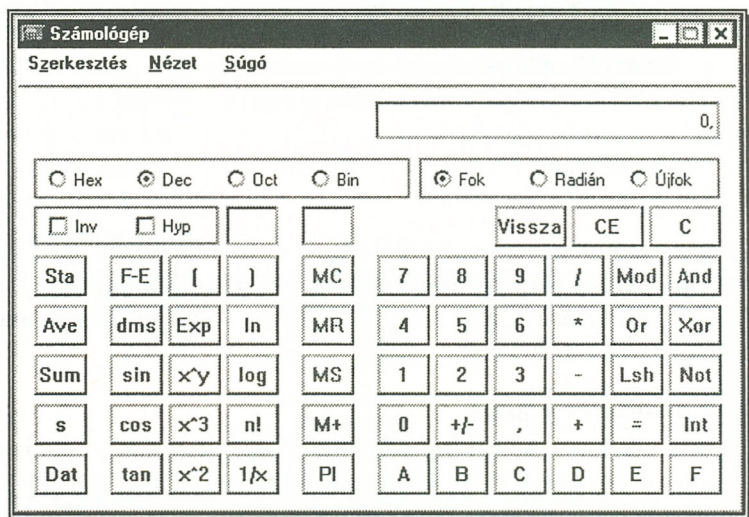 Számológép
Szerkesztés Nézet Súgó
0,
Hex Dec Oct Bin Fok Radián Újfok
Inv Hyp Vissza CE C
Sta F-E ( ) MC 7 8 9 / Mod And
Ave dms Exp ln MR 4 5 6 * Or Xor
Sum sin x^y log MS 1 2 3 - Lsh Not
s cos x^3 n! M+ 0 +/- , + = Int
Dat tan x^2 1/x PI A B C D E F